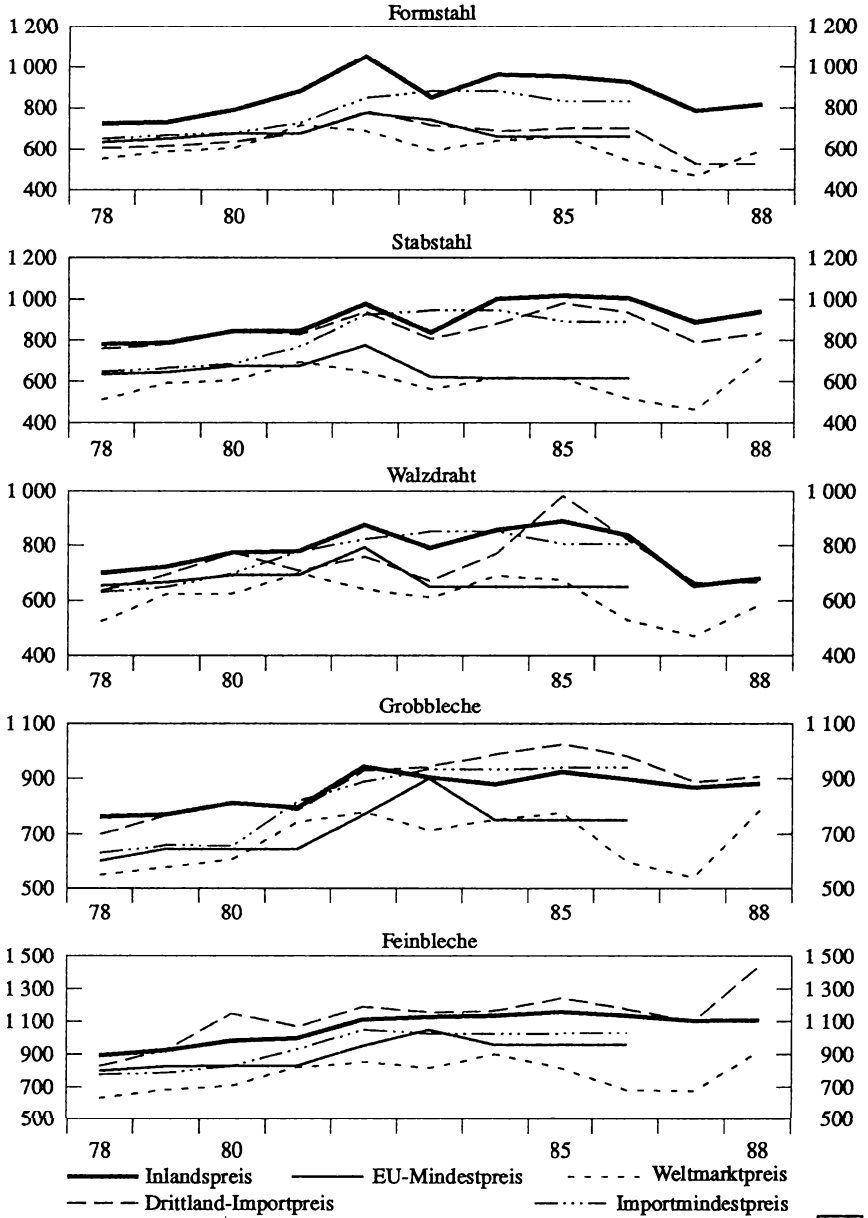 Formstahl
1 200 1 200
1 000 1 000
800 800
600 600
400 400
78 80 85 88
Stabstahl
1 200 1 200
1 000 1 000
800 800
600 600
400 400
78 80 85 88
Walzdraht
1 000 1 000
800 800
600 600
400 400
78 80 85 88
Grobbleche
1 100 1 100
900 900
700 700
500 500
78 80 85 88
Feinbleche
1 500 1 500
1 300 1 300
1 100 1 100
900 900
700 700
500 500
78 80 85 88
Inlandspreis EU-Mindestpreis Weltmarktpreis
Drittland-Importpreis Importmindestpreis